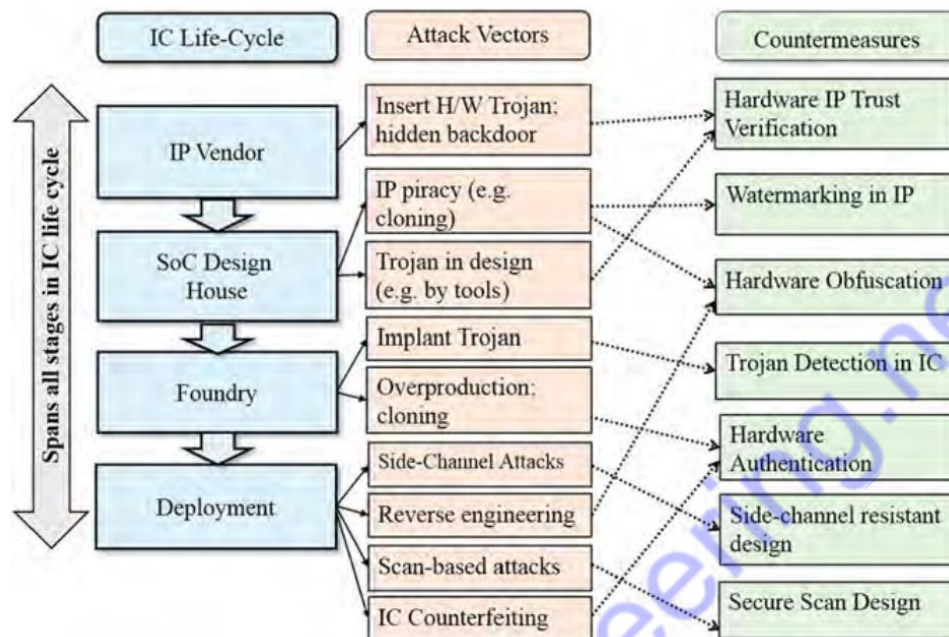 IC Life-Cycle
Attack Vectors
Countermeasures
Spans all stages in IC life cycle
IP Vendor
SoC Design
House
Foundry
Deployment
Insert H/W Trojan;
hidden backdoor
IP piracy (e.g.
cloning)
Trojan in design
(e.g. by tools)
Implant Trojan
Overproduction;
cloning
Side-Channel Attacks
Reverse engineering
Scan-based attacks
IC Counterfeiting
Hardware IP Trust
Verification
Watermarking in IP
Hardware Obfuscation
Trojan Detection in IC
Hardware
Authentication
Side-channel resistant
design
Secure Scan Design
eering.ne